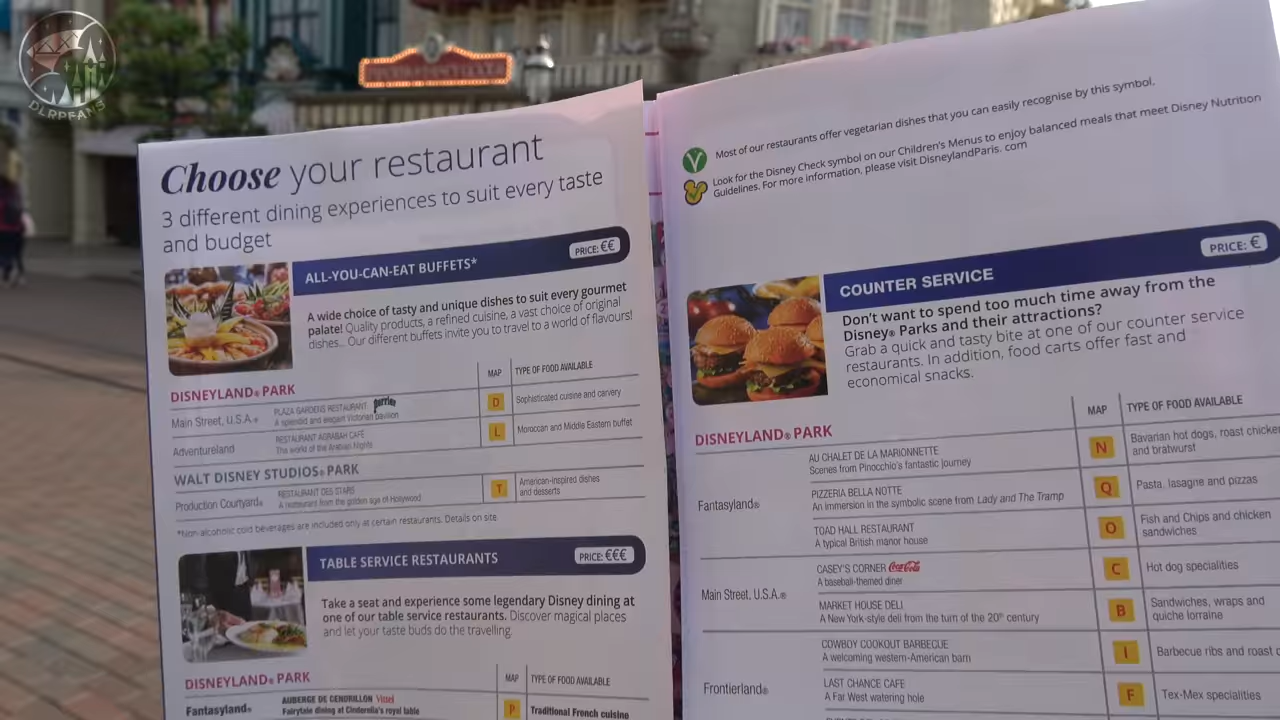 DLRPFANS
Choose your restaurant
3 different dining experiences to suit every taste
and budget
ALL-YOU-CAN-EAT BUFFETS*
PRICE: €€
A wide choice of tasty and unique dishes to suit every gourmet
palate! Quality products, a refined cuisine, a vast choice of original
dishes... Our different buffets invite you to travel to a world of flavours!
DISNEYLAND® PARK
MAP
TYPE OF FOOD AVAILABLE
Main Street, U.S.A.®
PLAZA GARDENS RESTAURANT perrier
A splendid and elegant Victorian pavilion
D
Sophisticated cuisine and carvery
Adventureland
RESTAURANT AGRABAH CAFE
The world of the Arabian Nights
L
Moroccan and Middle Eastern buffet
WALT DISNEY STUDIOS® PARK
Production Courtyard®
RESTAURANT DES STARS
A restaurant from the golden age of Hollywood
T
American-inspired dishes
and desserts
*Non-alcoholic cold beverages are included only at certain restaurants. Details on site.
TABLE SERVICE RESTAURANTS
PRICE: €€€
Take a seat and experience some legendary Disney dining at
one of our table service restaurants. Discover magical places
and let your taste buds do the travelling.
DISNEYLAND® PARK
MAP
TYPE OF FOOD AVAILABLE
Fantasyland®
AUBERGE DE CENDRILLON Vittel
Fairytale dining at Cinderella's royal table
P
Traditional French cuisine
V
Most of our restaurants offer vegetarian dishes that you can easily recognise by this symbol.
Look for the Disney Check symbol on our Children's Menus to enjoy balanced meals that meet Disney Nutrition
Guidelines. For more information, please visit DisneylandParis. com
COUNTER SERVICE
PRICE: €
Don't want to spend too much time away from the
Disney® Parks and their attractions?
Grab a quick and tasty bite at one of our counter service
restaurants. In addition, food carts offer fast and
economical snacks.
DISNEYLAND® PARK
MAP
TYPE OF FOOD AVAILABLE
Fantasyland®
AU CHALET DE LA MARIONNETTE
Scenes from Pinocchio's fantastic journey
N
Bavarian hot dogs, roast chicken
and bratwurst
PIZZERIA BELLA NOTTE
An immersion in the symbolic scene from Lady and The Tramp
Q
Pasta, lasagne and pizzas
TOAD HALL RESTAURANT
A typical British manor house
O
Fish and Chips and chicken
sandwiches
Main Street, U.S.A.®
CASEY'S CORNER Coca-Cola
A baseball-themed diner
C
Hot dog specialities
MARKET HOUSE DELI
A New York-style deli from the turn of the 20th century
B
Sandwiches, wraps and
quiche lorraine
Frontierland®
COWBOY COOKOUT BARBECUE
A welcoming western-American barn
I
Barbecue ribs and roast
LAST CHANCE CAFE
A Far West watering hole
F
Tex-Mex specialities